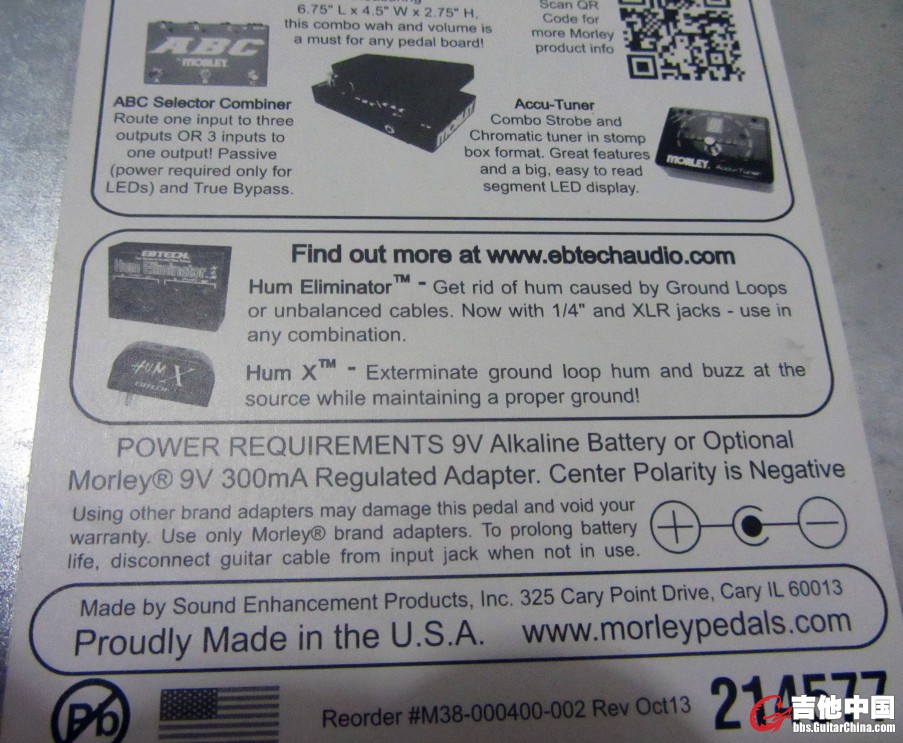 6.75" L x 4.5" W x 2.75" H,
this combo wah and volume is
a must for any pedal board!
Scan QR
Code for
more Morley
product info
ABC
MORLEY
ABC Selector Combiner
Route one input to three
outputs OR 3 inputs to
one output! Passive
(power required only for
LEDs) and True Bypass.
Accu-Tuner
Combo Strobe and
Chromatic tuner in stomp
box format. Great features
and a big, easy to read
segment LED display.
MORLEY
MORLEY. Accu-Tuner
Find out more at www.ebtechaudio.com
EBTECH
Hum Eliminator
Hum Eliminator™ - Get rid of hum caused by Ground Loops
or unbalanced cables. Now with 1/4" and XLR jacks - use in
any combination.
HUM X
EBTECH
Hum X™ - Exterminate ground loop hum and buzz at the
source while maintaining a proper ground!
POWER REQUIREMENTS 9V Alkaline Battery or Optional
Morley® 9V 300mA Regulated Adapter. Center Polarity is Negative
Using other brand adapters may damage this pedal and void your
warranty. Use only Morley® brand adapters. To prolong battery
life, disconnect guitar cable from input jack when not in use.
Made by Sound Enhancement Products, Inc. 325 Cary Point Drive, Cary IL 60013
Proudly Made in the U.S.A. www.morleypedals.com
Pb
Reorder #M38-000400-002 Rev Oct13
214577
吉他中国
bbs.GuitarChina.com